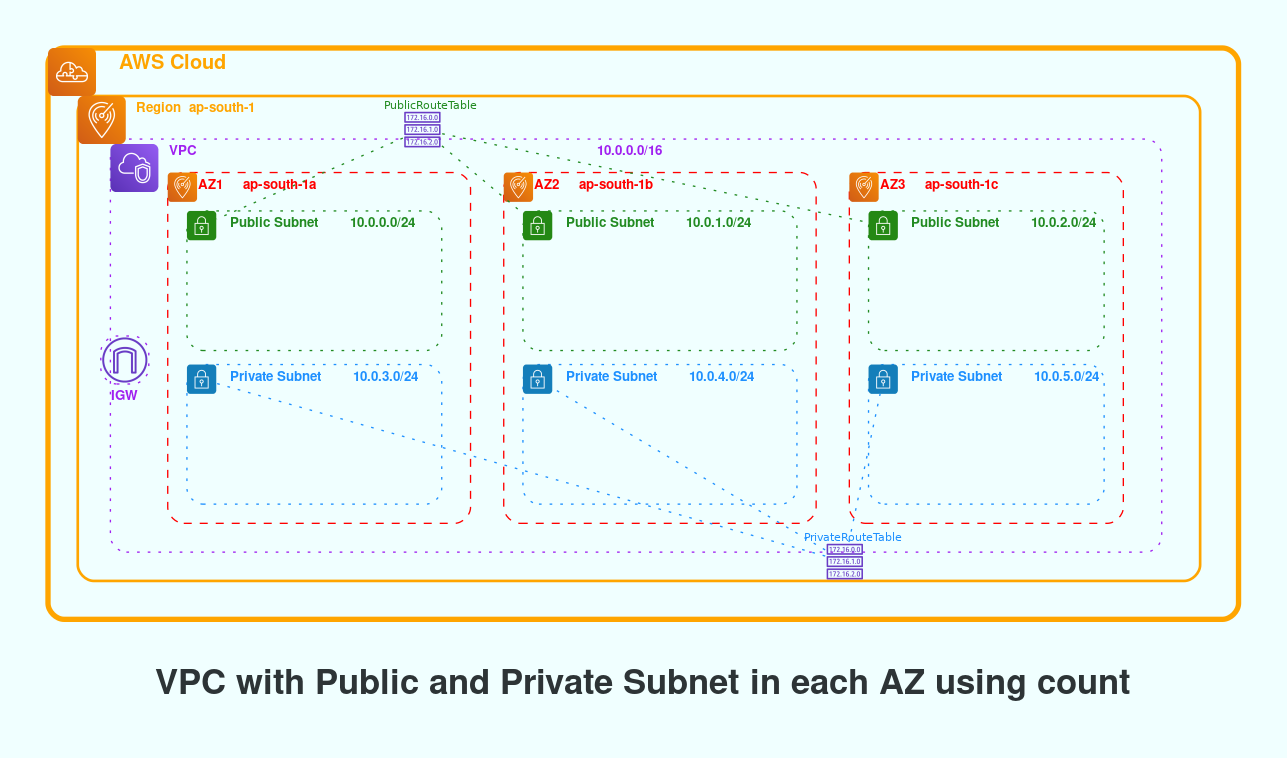 AWS Cloud
Region ap-south-1
PublicRouteTable
172.16.0.0
172.16.1.0
172.16.2.0
VPC 10.0.0.0/16
AZ1 ap-south-1a
AZ2 ap-south-1b
AZ3 ap-south-1c
Public Subnet 10.0.0.0/24
Public Subnet 10.0.1.0/24
Public Subnet 10.0.2.0/24
Private Subnet 10.0.3.0/24
Private Subnet 10.0.4.0/24
Private Subnet 10.0.5.0/24
IGW
PrivateRouteTable
172.16.0.0
172.16.1.0
172.16.2.0
VPC with Public and Private Subnet in each AZ using count